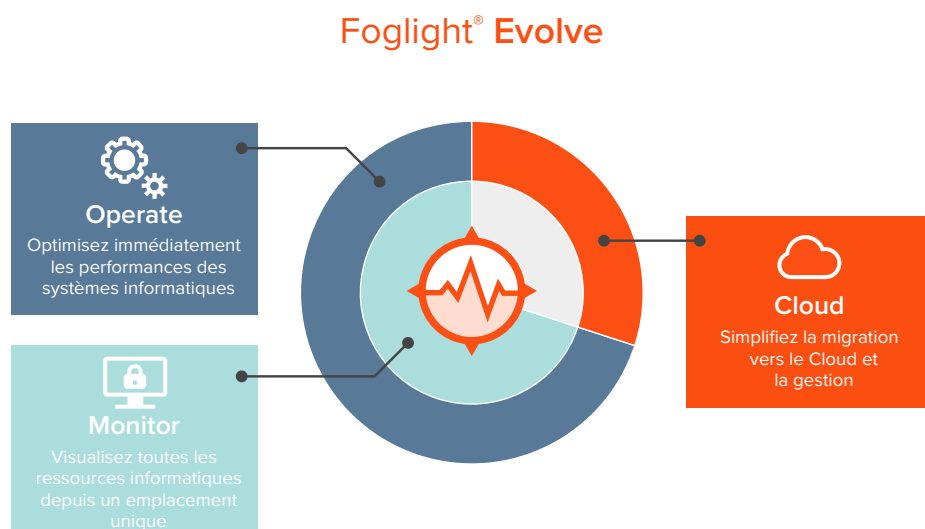 Foglight® Evolve
Operate
Optimisez immédiatement
les performances des
systèmes informatiques
Monitor
Visualisez toutes les
ressources informatiques
depuis un emplacement
unique
Cloud
Simplifiez la migration
vers le Cloud et
la gestion